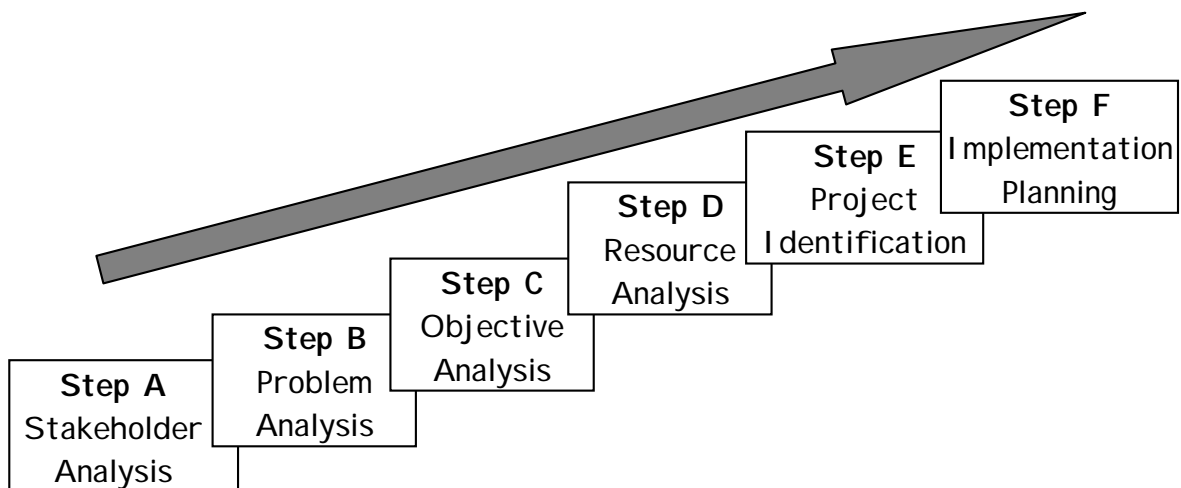 Step A
Stakeholder
Analysis
Step B
Problem
Analysis
Step C
Objective
Analysis
Step D
Resource
Analysis
Step E
Project
Identification
Step F
Implementation
Planning